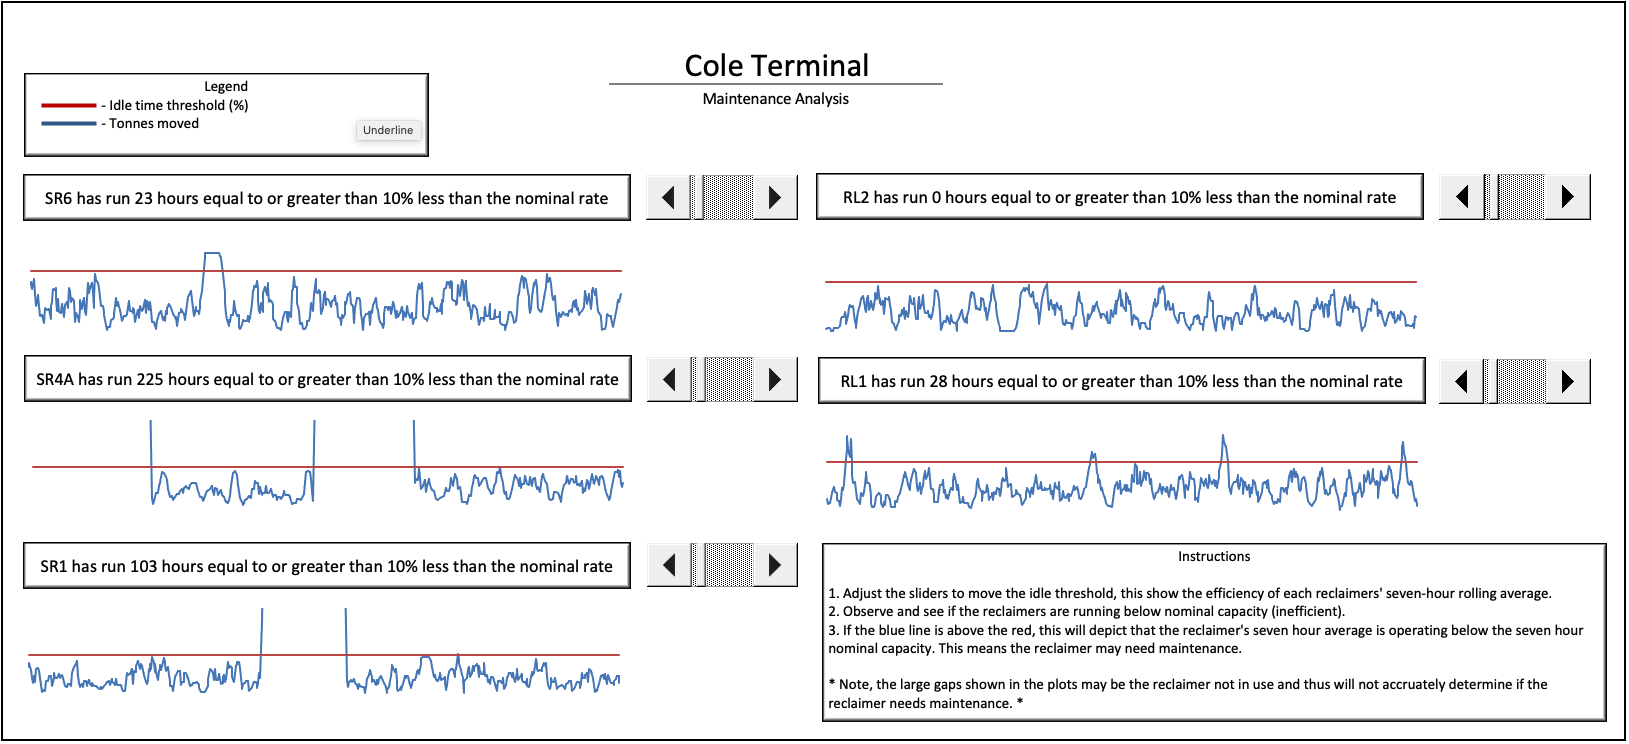 Cole Terminal
Maintenance Analysis
Legend
- Idle time threshold (%)
- Tonnes moved
Underline
SR6 has run 23 hours equal to or greater than 10% less than the nominal rate
RL2 has run 0 hours equal to or greater than 10% less than the nominal rate
SR4A has run 225 hours equal to or greater than 10% less than the nominal rate
RL1 has run 28 hours equal to or greater than 10% less than the nominal rate
SR1 has run 103 hours equal to or greater than 10% less than the nominal rate
Instructions
1. Adjust the sliders to move the idle threshold, this show the efficiency of each reclaimers' seven-hour rolling average.
2. Observe and see if the reclaimers are running below nominal capacity (inefficient).
3. If the blue line is above the red, this will depict that the reclaimer's seven hour average is operating below the seven hour
nominal capacity. This means the reclaimer may need maintenance.
* Note, the large gaps shown in the plots may be the reclaimer not in use and thus will not accruately determine if the
reclaimer needs maintenance. *